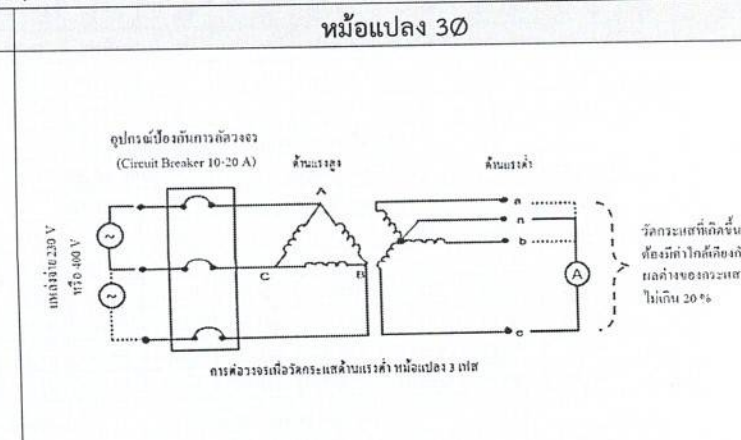 หม้อแปลง 3Ø
อุปกรณ์ป้องกันการลัดวงจร
(Circuit Breaker 10-20 A)
ด้านแรงสูง
ด้านแรงต่ำ
แหล่งจ่าย 230 V
หรือ 400 V
A
C
B
a
n
b
c
A
วัดกระแสที่เกิดขึ้น
ต้องมีค่าใกล้เคียงกั
ผลต่างของกระแส
ไม่เกิน 20 %
การต่อวงจรเพื่อวัดกระแสด้านแรงต่ำ หม้อแปลง 3 เฟส